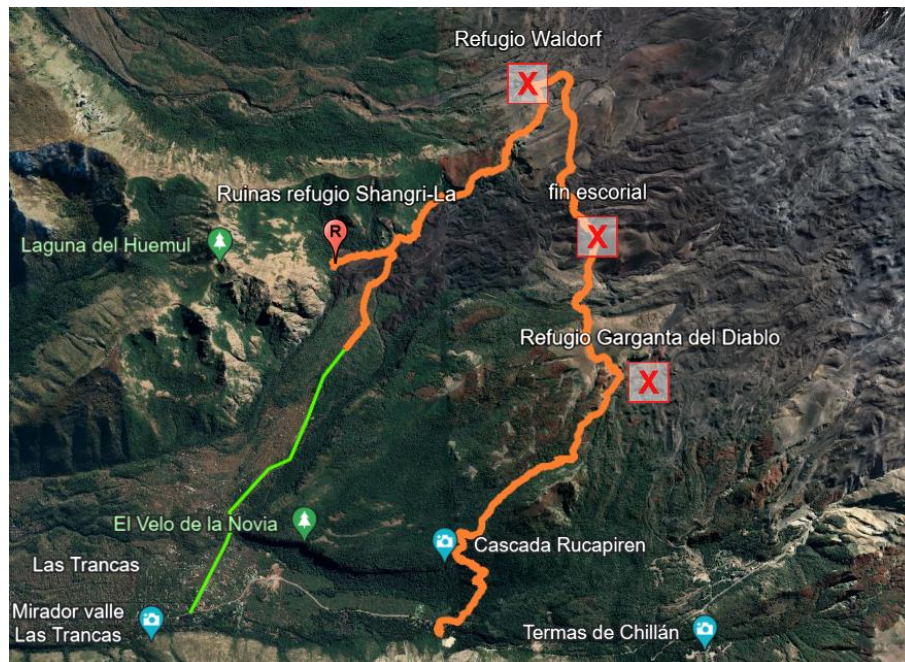 Refugio Waldorf
X
Ruinas refugio Shangri-La
fin escorial
R
Laguna del Huemul
X
Refugio Garganta del Diablo
X
El Velo de la Novia
Cascada Rucapiren
Las Trancas
Mirador valle
Las Trancas
Termas de Chillán